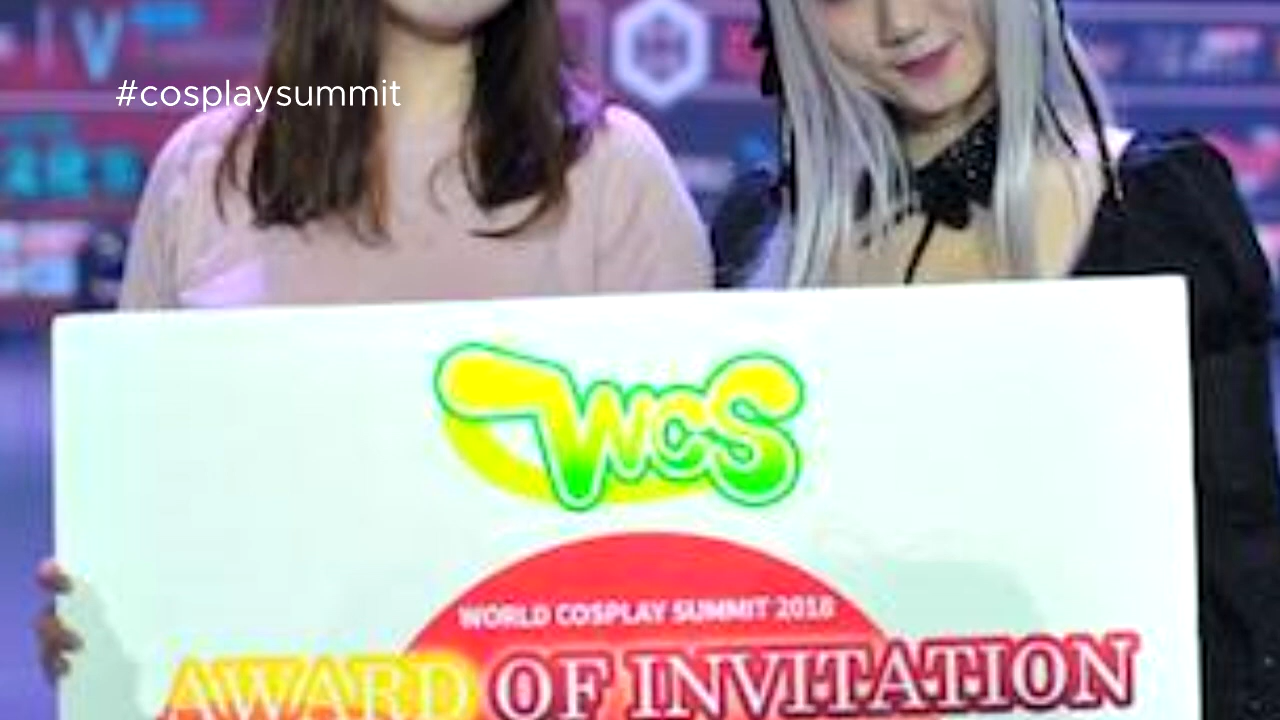 #cosplaysummit
WCS
WORLD COSPLAY SUMMIT 2018
AWARD OF INVITATION